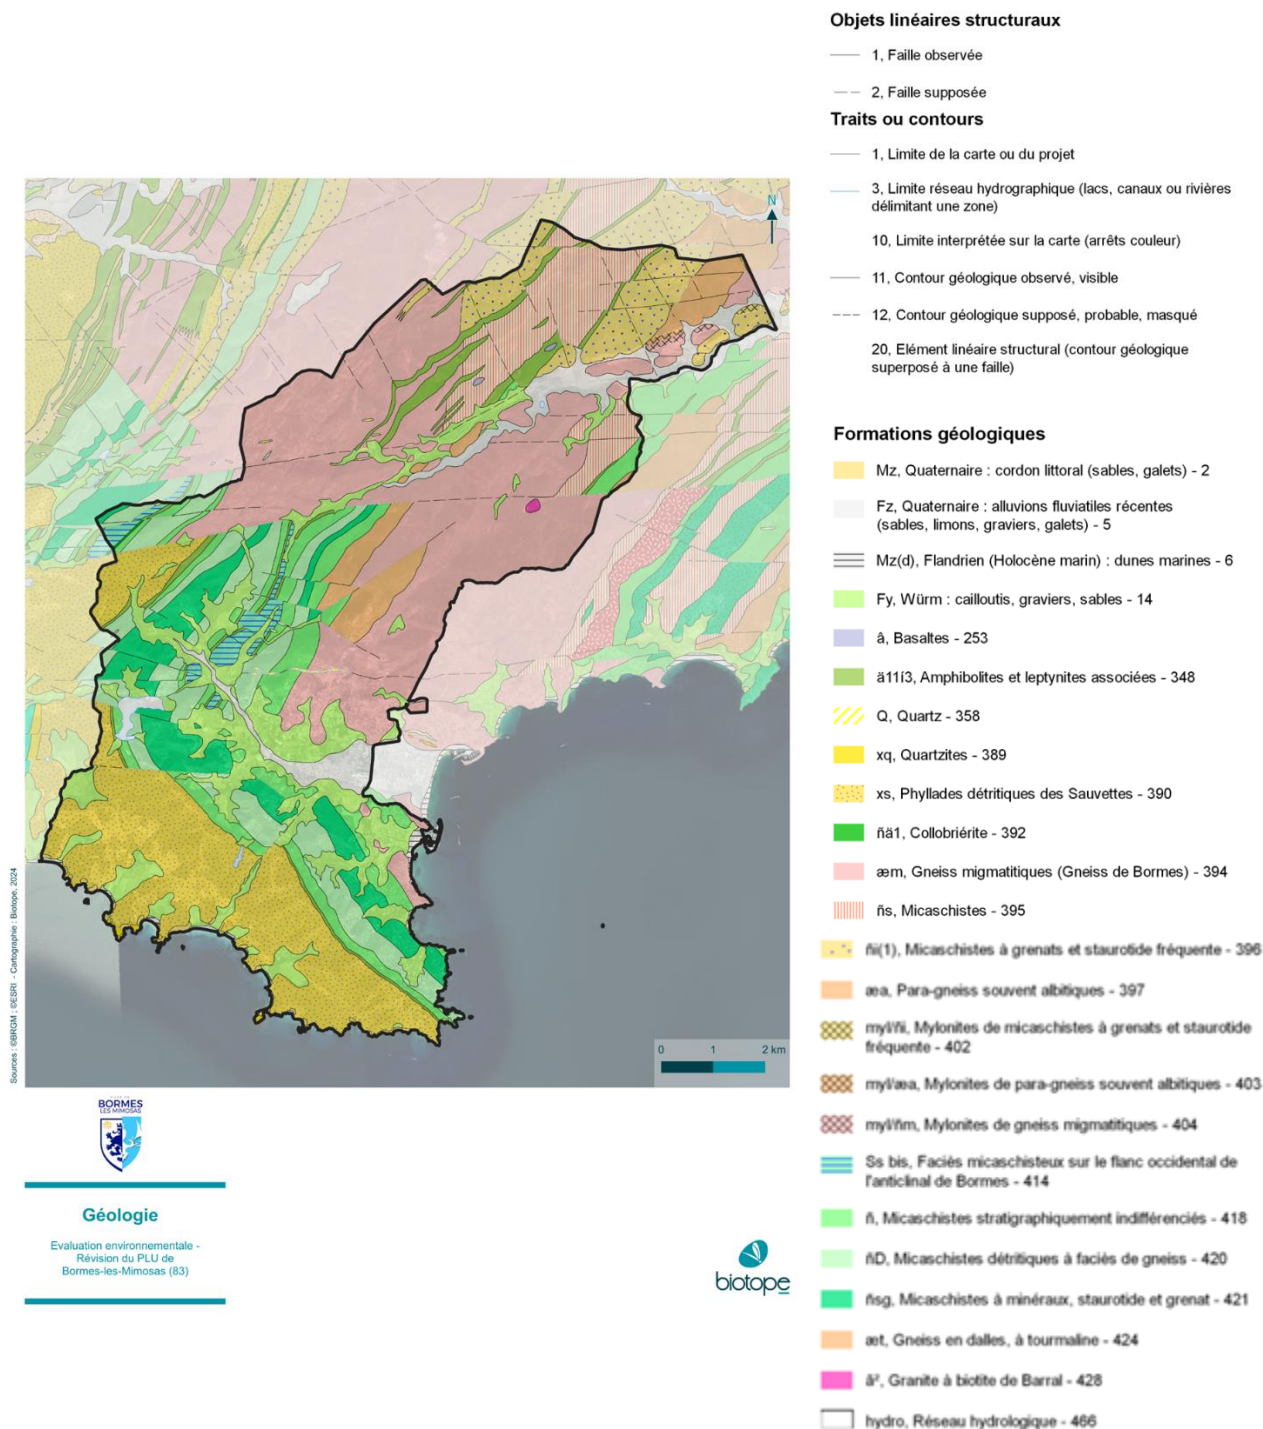 Objets linéaires structuraux
1, Faille observée
2, Faille supposée
Traits ou contours
1, Limite de la carte ou du projet
3, Limite réseau hydrographique (lacs, canaux ou rivières
délimitant une zone)
10, Limite interprétée sur la carte (arrêts couleur)
11, Contour géologique observé, visible
12, Contour géologique supposé, probable, masqué
20, Elément linéaire structural (contour géologique
superposé à une faille)
Formations géologiques
Mz, Quaternaire : cordon littoral (sables, galets) - 2
Fz, Quaternaire : alluvions fluviatiles récentes
(sables, limons, graviers, galets) - 5
Mz(d), Flandrien (Holocène marin) : dunes marines - 6
Fy, Würm : cailloutis, graviers, sables - 14
â, Basaltes - 253
ä11í3, Amphibolites et leptynites associées - 348
Q, Quartz - 358
xq, Quartzites - 389
xs, Phyllades détritiques des Sauvettes - 390
ñä1, Collobriérite - 392
æm, Gneiss migmatitiques (Gneiss de Bormes) - 394
ñs, Micaschistes - 395
ñi(1), Micaschistes à grenats et staurotide fréquente - 396
æa, Para-gneiss souvent albitiques - 397
myl/ñi, Mylonites de micaschistes à grenats et staurotide
fréquente - 402
myl/æa, Mylonites de para-gneiss souvent albitiques - 403
myl/ñm, Mylonites de gneiss migmatitiques - 404
Ss bis, Faciès micaschisteux sur le flanc occidental de
l'anticlinal de Bormes - 414
ñ, Micaschistes stratigraphiquement indifférenciés - 418
ñD, Micaschistes détritiques à faciès de gneiss - 420
ñsg, Micaschistes à minéraux, staurotide et grenat - 421
æt, Gneiss en dalles, à tourmaline - 424
ã², Granite à biotite de Barral - 428
hydro, Réseau hydrologique - 466
N
0 1 2 km
Sources : ©BRGM ; ©ESRI - Cartographie : Biotope, 2024
BORMES
LES MIMOSAS
Géologie
Evaluation environnementale -
Révision du PLU de
Bormes-les-Mimosas (83)
biotope